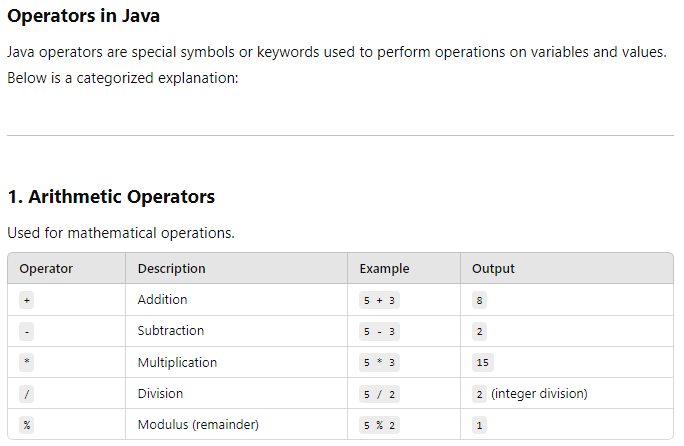 Operators in Java
Java operators are special symbols or keywords used to perform operations on variables and values.
Below is a categorized explanation:
1. Arithmetic Operators
Used for mathematical operations.
Operator Description Example Output
+ Addition 5 + 3 8
- Subtraction 5 - 3 2
* Multiplication 5 * 3 15
/ Division 5 / 2 2 (integer division)
% Modulus (remainder) 5 % 2 1